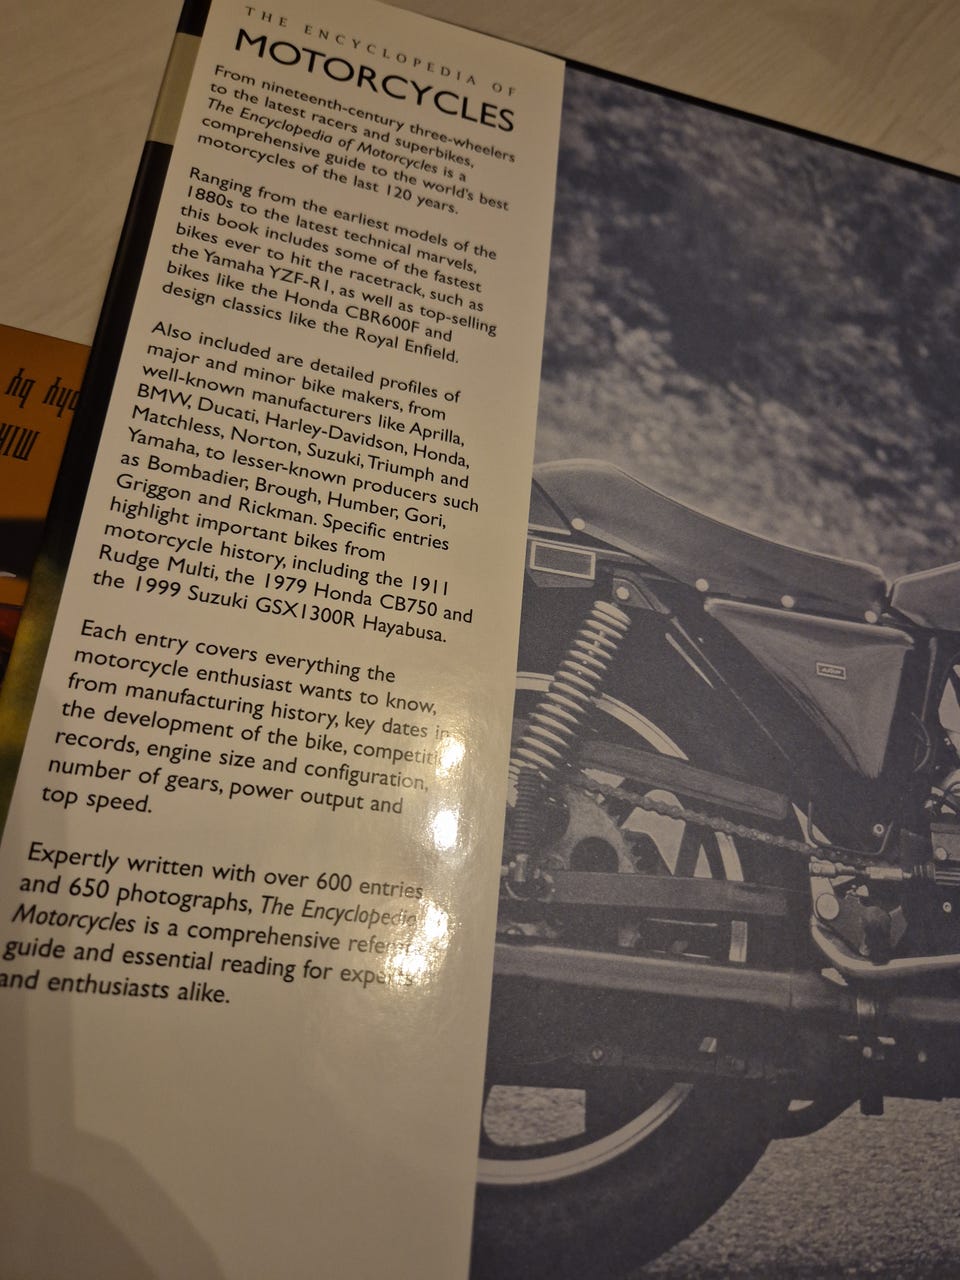 THE ENCYCLOPEDIA OF
MOTORCYCLES
From nineteenth-century three-wheelers
to the latest racers and superbikes,
The Encyclopedia of Motorcycles is a
comprehensive guide to the world's best
motorcycles of the last 120 years.
Ranging from the earliest models of the
1880s to the latest technical marvels,
this book includes some of the fastest
bikes ever to hit the racetrack, such as
the Yamaha YZF-R1, as well as top-selling
bikes like the Honda CBR600F and
design classics like the Royal Enfield.
Also included are detailed profiles of
major and minor bike makers, from
well-known manufacturers like Aprilla,
BMW, Ducati, Harley-Davidson, Honda,
Matchless, Norton, Suzuki, Triumph and
Yamaha, to lesser-known producers such
as Bombadier, Brough, Humber, Gori,
Griggon and Rickman. Specific entries
highlight important bikes from
motorcycle history, including the 1911
Rudge Multi, the 1979 Honda CB750 and
the 1999 Suzuki GSX1300R Hayabusa.
Each entry covers everything the
motorcycle enthusiast wants to know,
from manufacturing history, key dates in
the development of the bike, competiti
records, engine size and configuration,
number of gears, power output and
top speed.
Expertly written with over 600 entries
and 650 photographs, The Encyclopedia
Motorcycles is a comprehensive refe
guide and essential reading for experts
and enthusiasts alike.